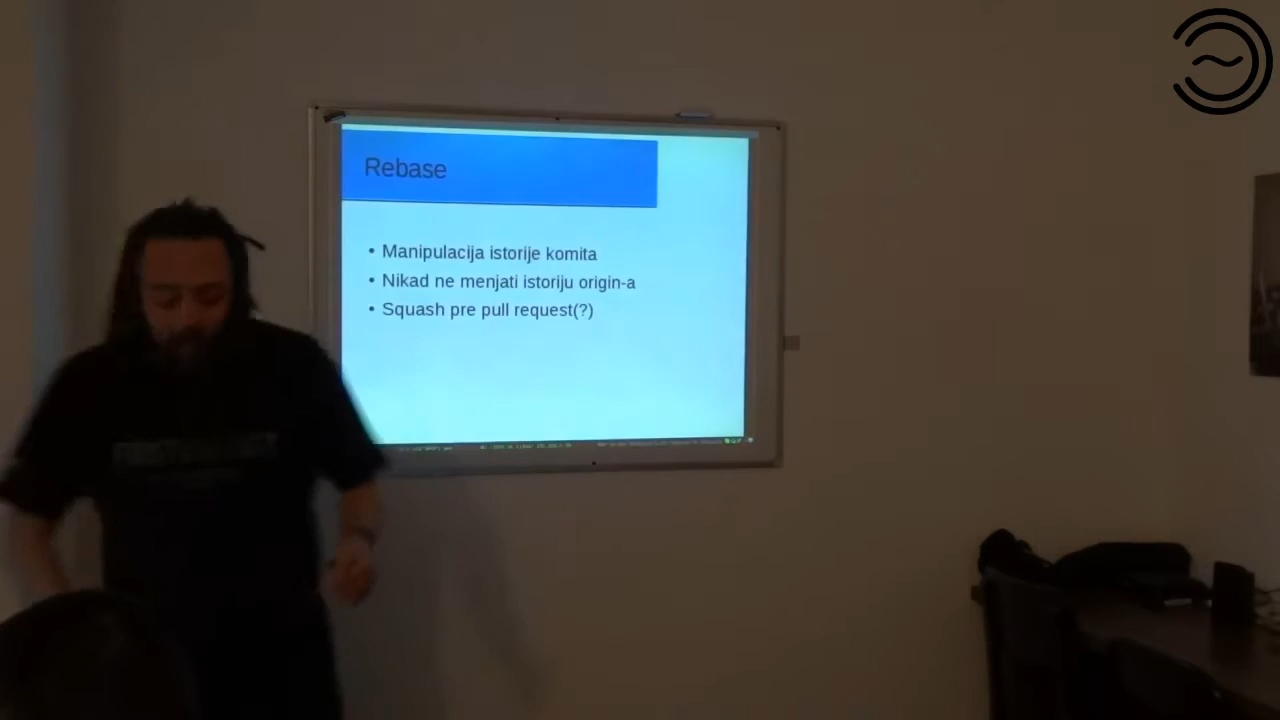 Rebase
• Manipulacija istorije komita
• Nikad ne menjati istoriju origin-a
• Squash pre pull request(?)